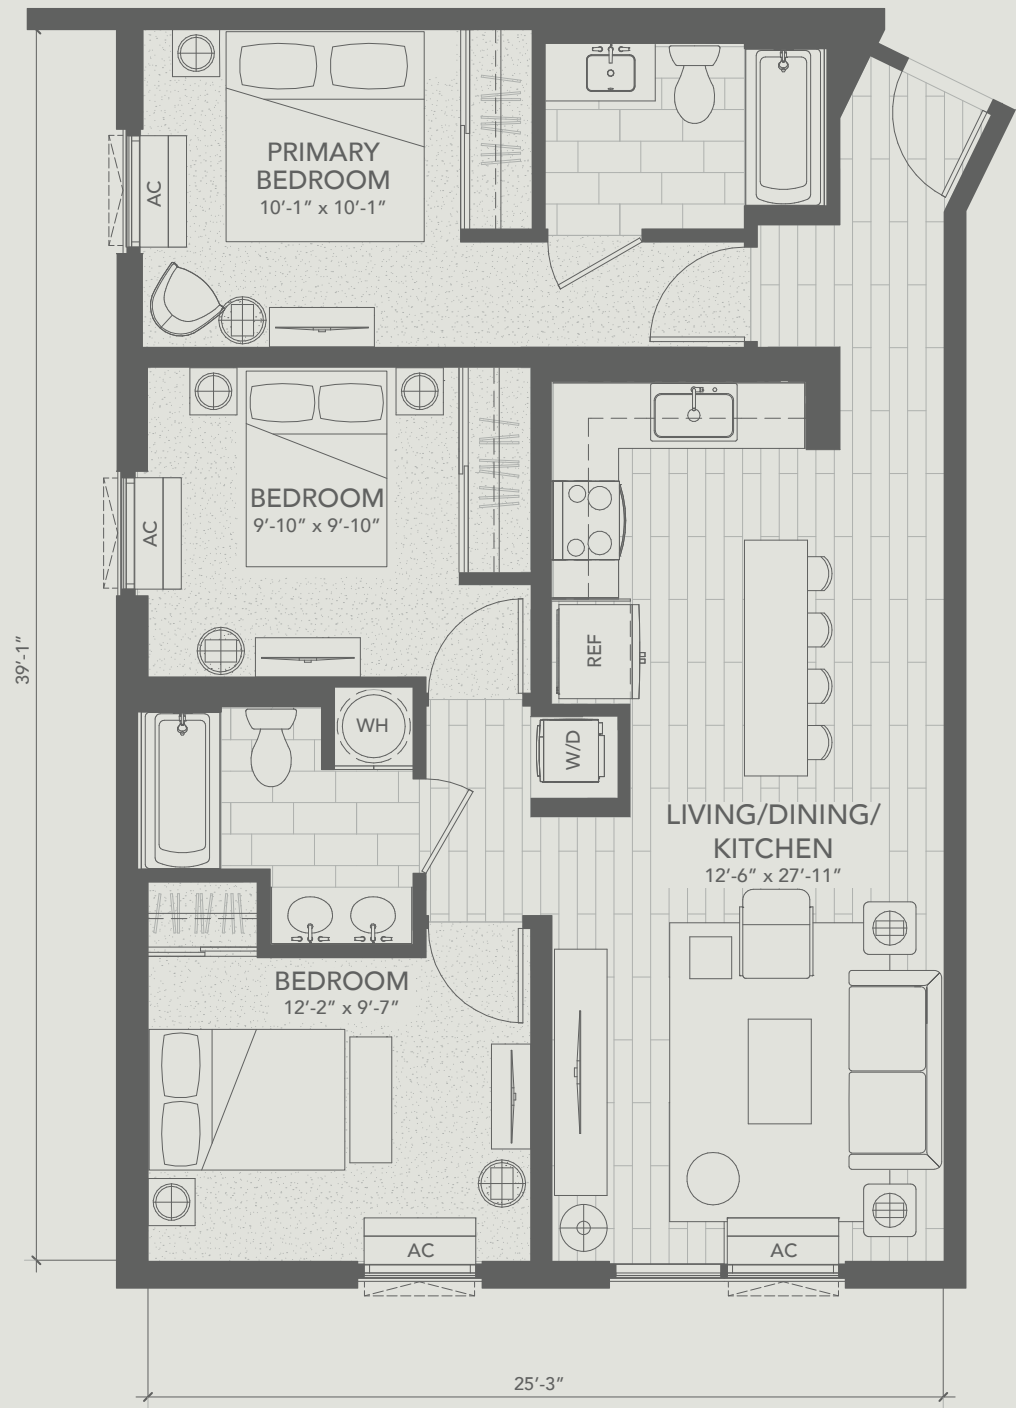 PRIMARY
BEDROOM
10’-1” x 10’-1”
AC
BEDROOM
9’-10” x 9’-10”
AC
REF
39’-1”
WH
W/D
LIVING/DINING/
KITCHEN
12’-6” x 27’-11”
BEDROOM
12’-2” x 9’-7”
AC
AC
25’-3”